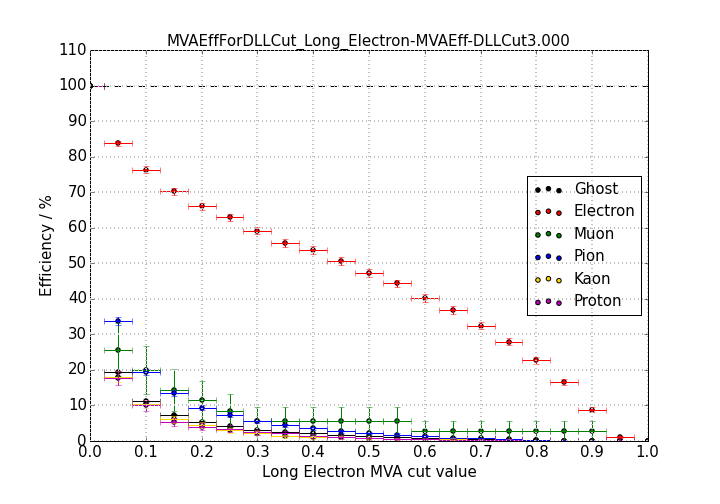 MVAEffForDLLCut_Long_Electron-MVAEff-DLLCut3.000
110
100
90
80
70
60
50
40
30
20
10
0
Efficiency / %
Ghost
Electron
Muon
Pion
Kaon
Proton
0.0 0.1 0.2 0.3 0.4 0.5 0.6 0.7 0.8 0.9 1.0
Long Electron MVA cut value